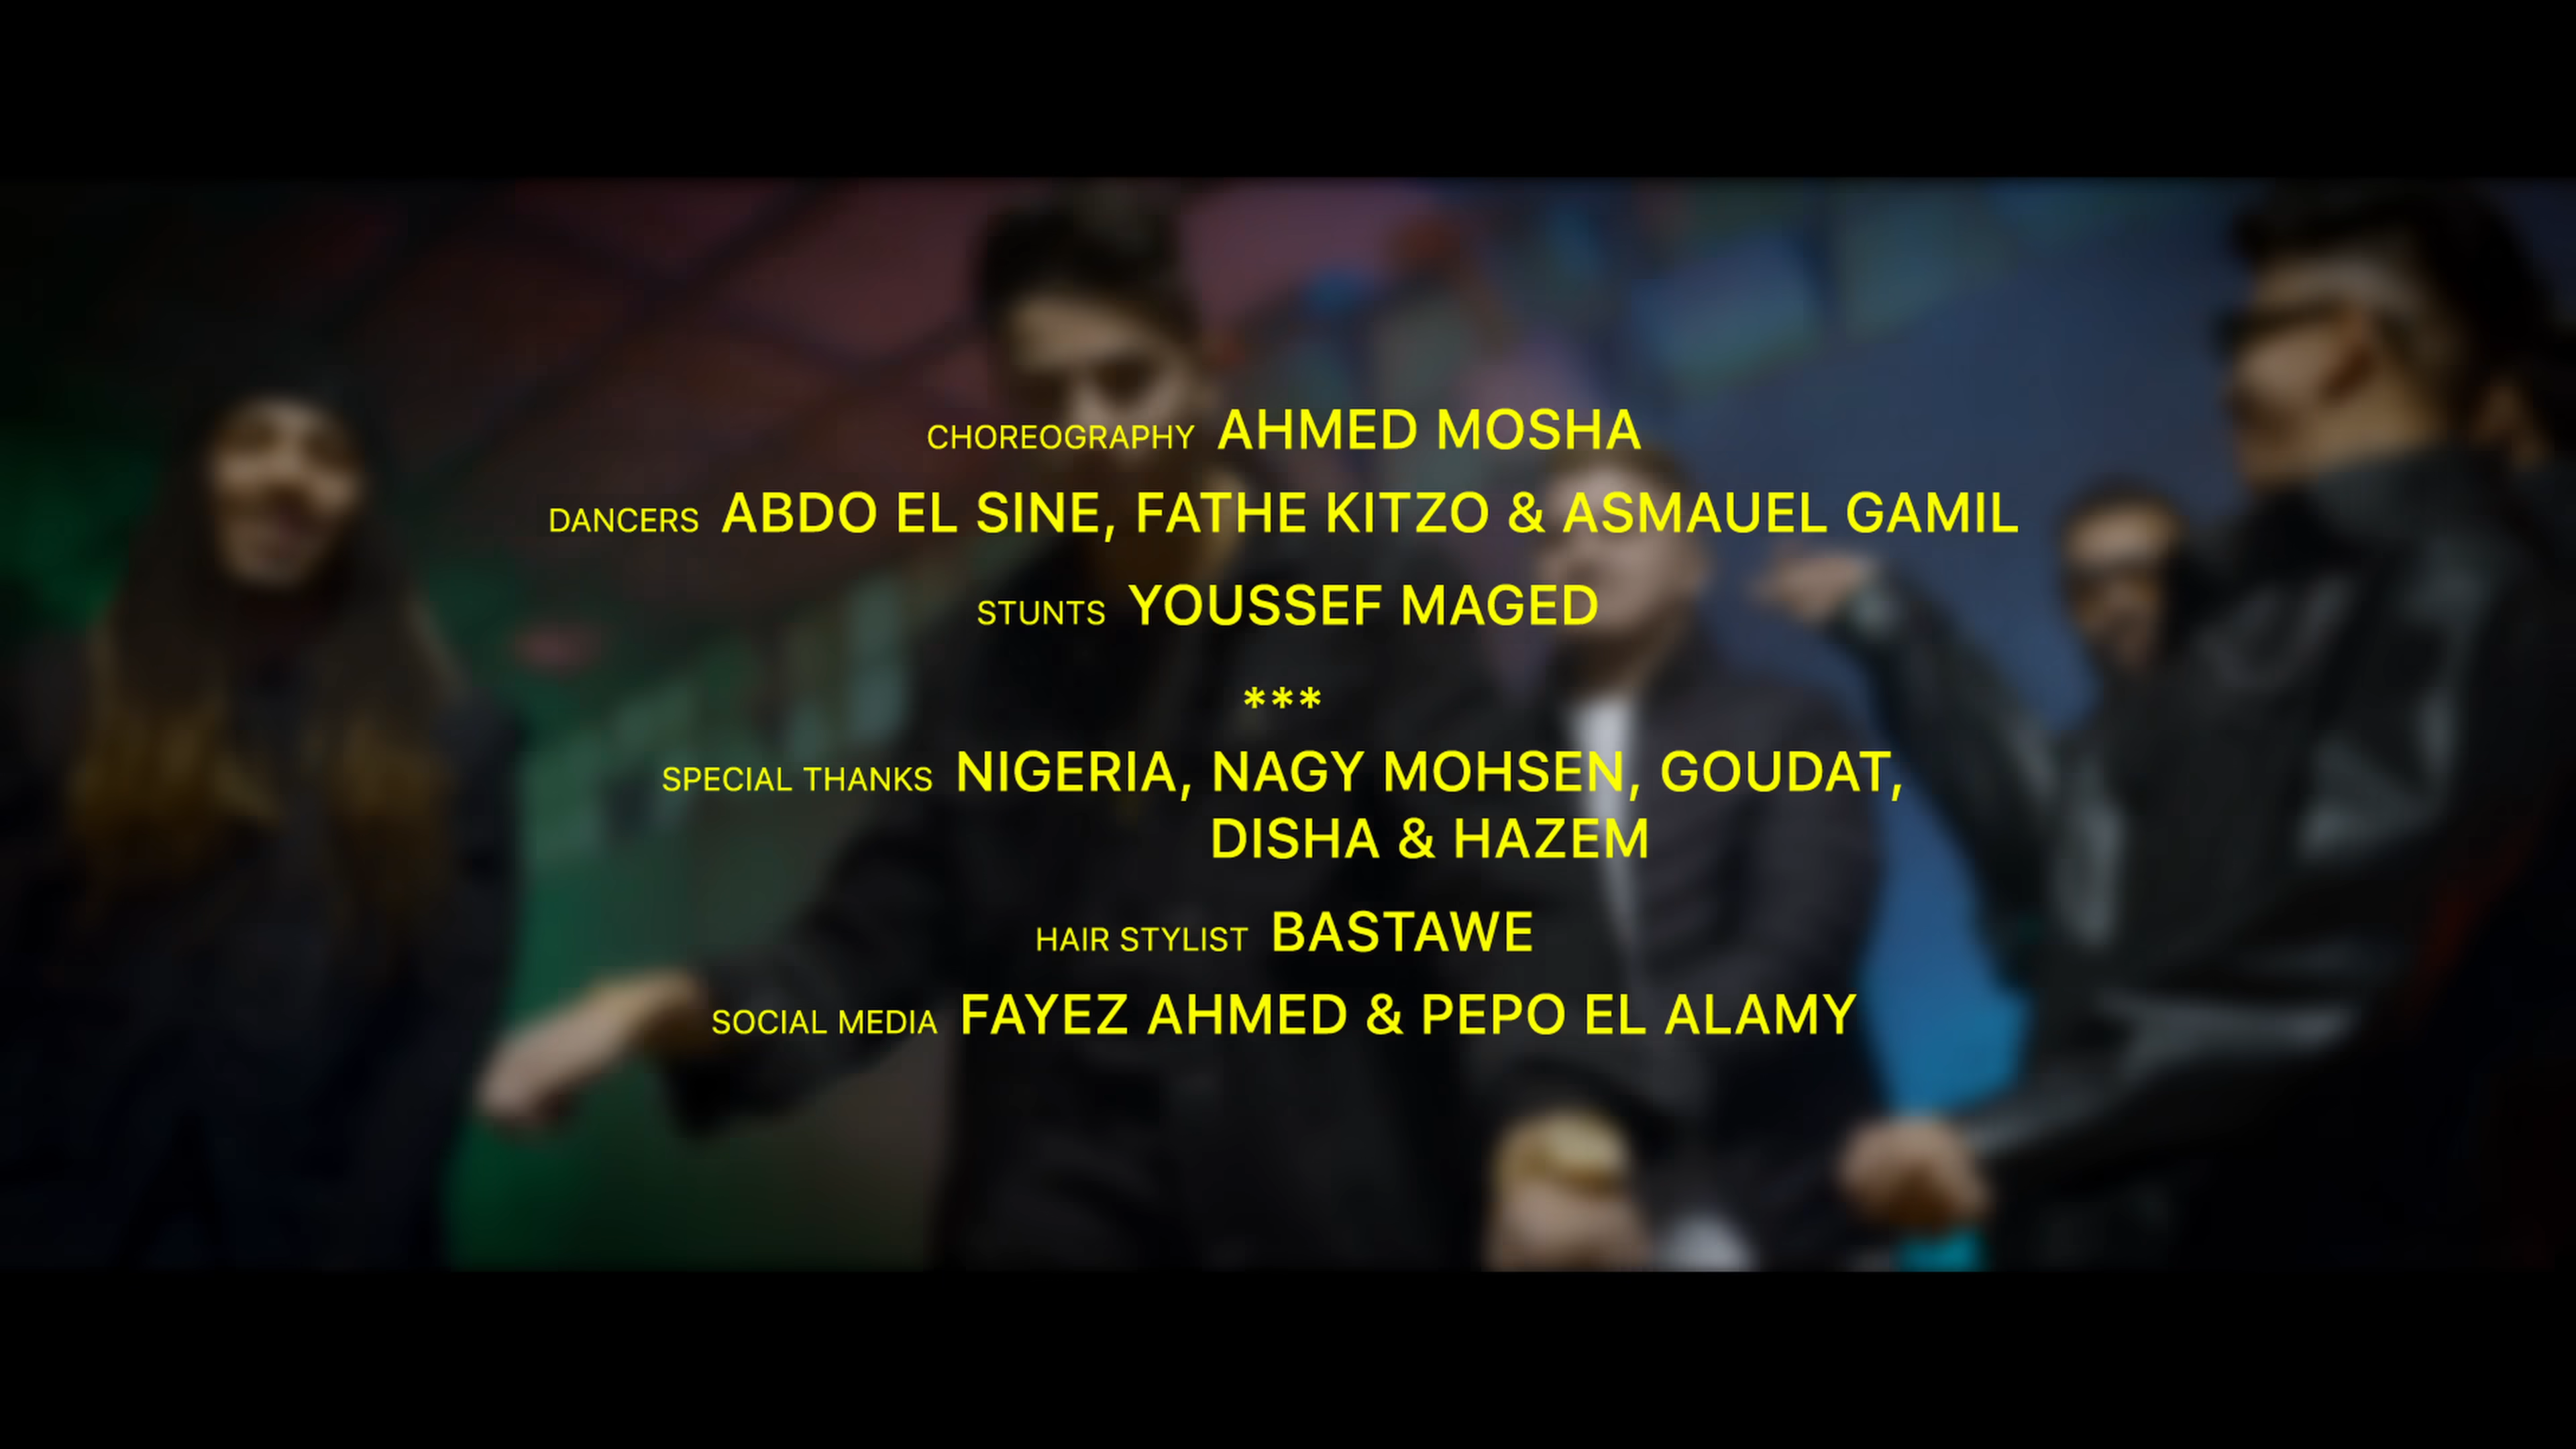 CHOREOGRAPHY AHMED MOSHA
DANCERS ABDO EL SINE, FATHE KITZO & ASMAUEL GAMIL
STUNTS YOUSSEF MAGED
***
SPECIAL THANKS NIGERIA, NAGY MOHSEN, GOUDAT,
DISHA & HAZEM
HAIR STYLIST BASTAWE
SOCIAL MEDIA FAYEZ AHMED & PEPO EL ALAMY